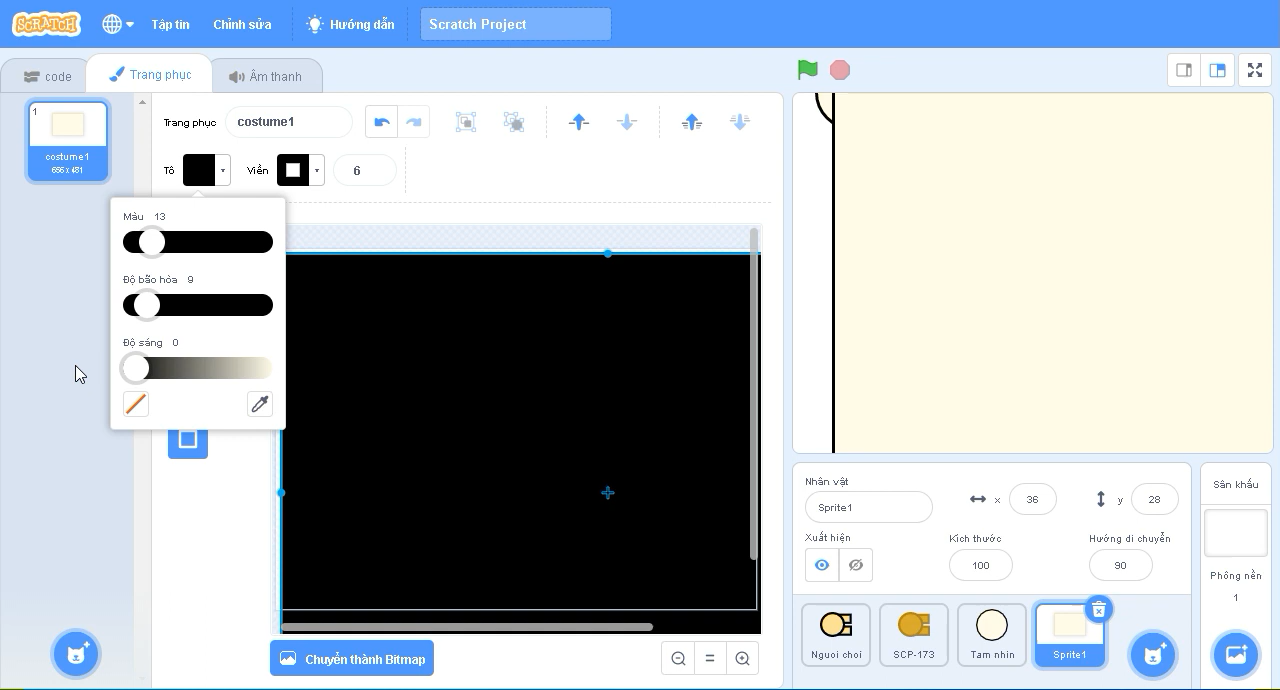 SCRATCH
Tập tin
Chỉnh sửa
Hướng dẫn
Scratch Project
code
Trang phục
Âm thanh
1
costume1
656 x 481
Trang phục
costume1
Tô
Viền
6
Màu 13
Độ bão hòa 9
Độ sáng 0
Chuyển thành Bitmap
Nhân vật
Sprite1
x
36
y
28
Xuất hiện
Kích thước
Hướng di chuyển
100
90
Nguoi choi
SCP-173
Tam nhin
Sprite1
Sân khấu
Phông nền
1